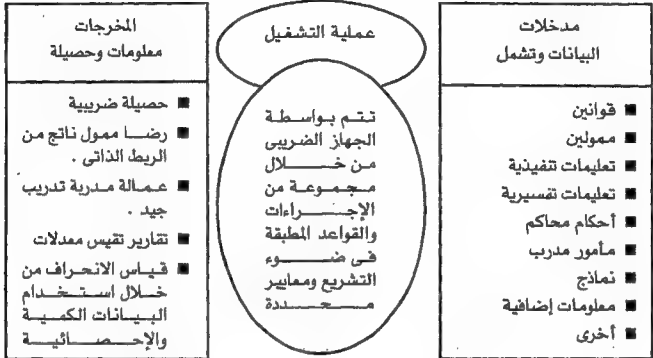 مدخلات
البيانات وتشمل
■ قوانين
■ ممولين
■ تعليمات تنفيذية
■ تعليمات تفسيرية
■ أحكام محاكم
■ مأمور مدرب
■ نماذج
■ معلومات إضافية
■ أخرى
عملية التشغيل
تتم بواسطة
الجهاز الضريبى
من خلال
مجموعة من
الإجراءات
والقواعد المطبقة
فى ضوء
التشريع ومعايير
محددة
المخرجات
معلومات وحصيلة
■ حصيلة ضريبية
■ رضا ممول ناتج من
الربط الذاتى .
■ عمالة مدربة تدريب
جيد .
■ تقارير تقيس معدلات
■ قياس الانحراف من
خلال استخدام
البيانات الكمية
والإحصائية